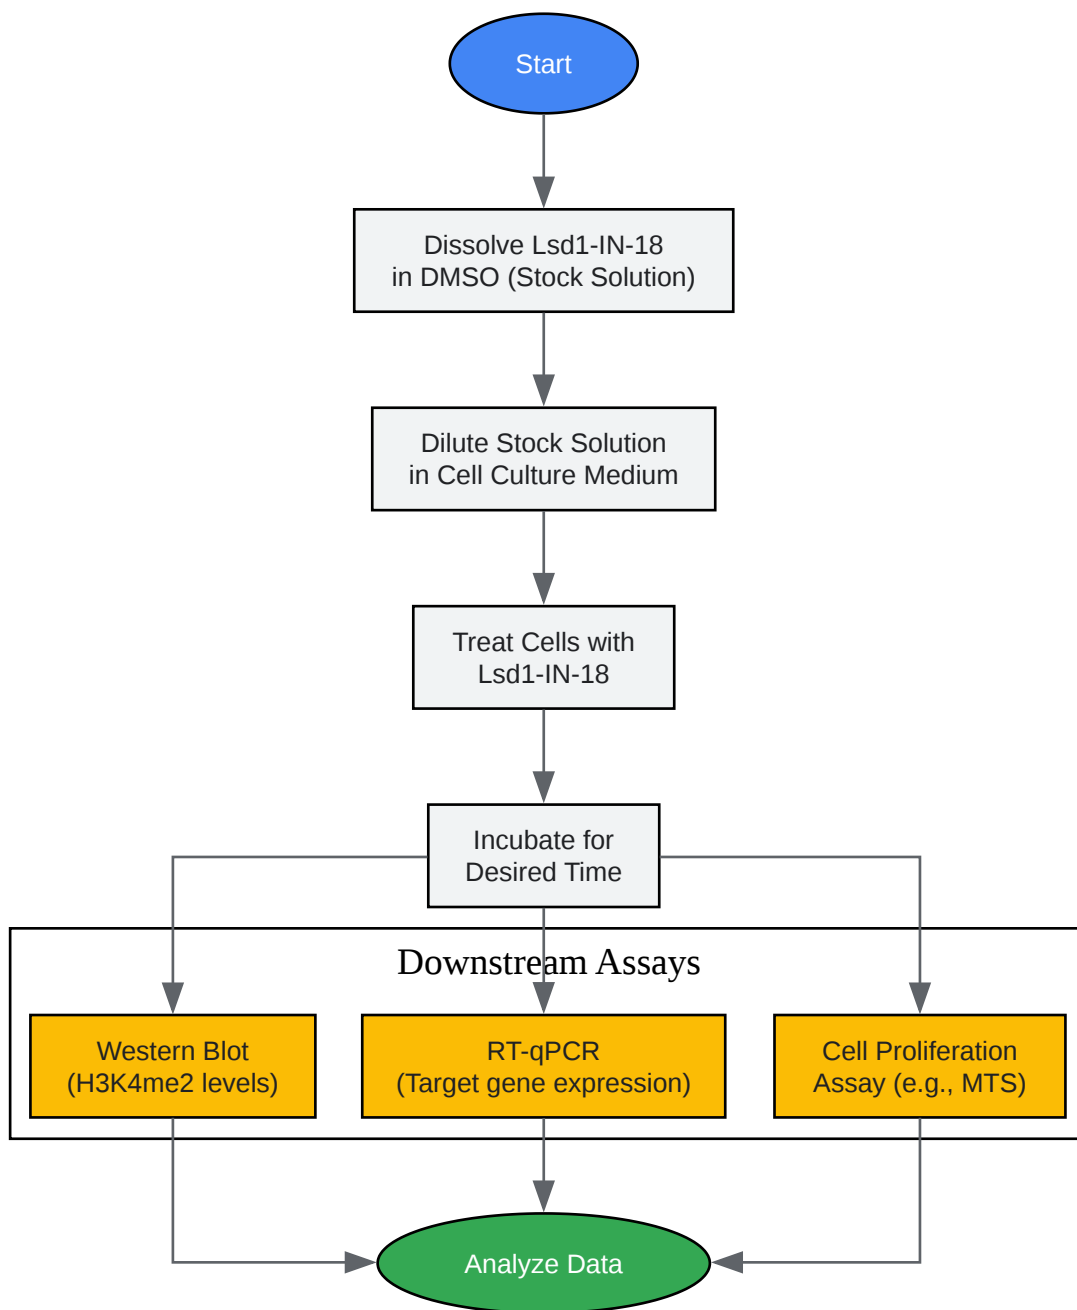 Start
Dissolve Lsd1-IN-18
in DMSO (Stock Solution)
Dilute Stock Solution
in Cell Culture Medium
Treat Cells with
Lsd1-IN-18
Incubate for
Desired Time
Downstream Assays
Western Blot
(H3K4me2 levels)
RT-qPCR
(Target gene expression)
Cell Proliferation
Assay (e.g., MTS)
Analyze Data